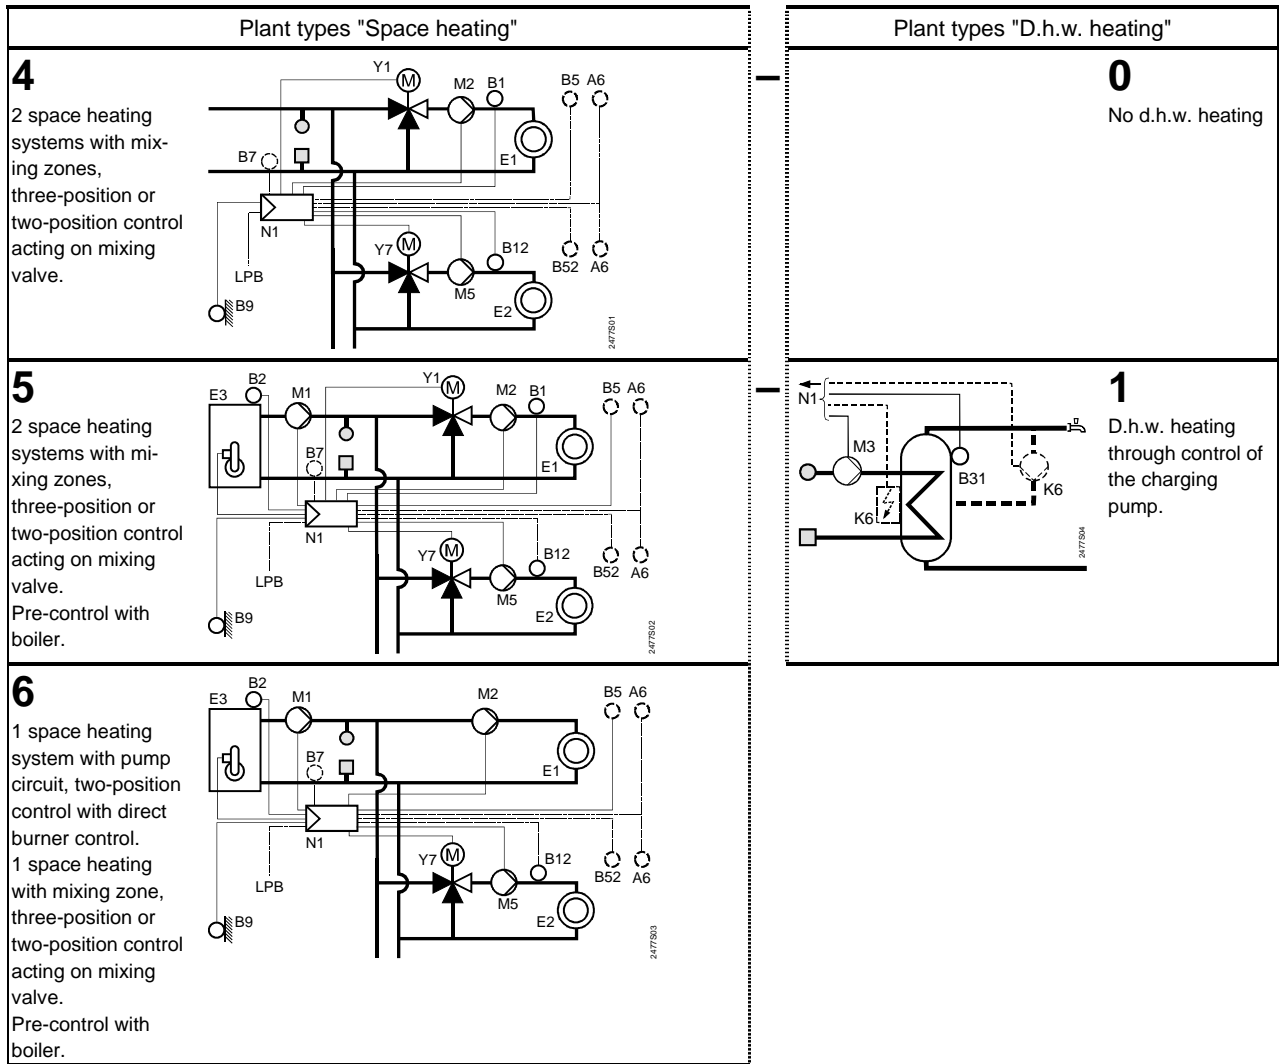 Plant types "Space heating"
Plant types "D.h.w. heating"
4
2 space heating
systems with mix-
ing zones,
three-position or
two-position control
acting on mixing
valve.
Y1
M
M2
B1
B5
A6
B7
E1
N1
LPB
B9
Y7
M
M5
B12
B52
A6
E2
2477S01
0
No d.h.w. heating
5
2 space heating
systems with mi-
xing zones,
three-position or
two-position control
acting on mixing
valve.
Pre-control with
boiler.
E3
B2
M1
Y1
M
M2
B1
B5
A6
B7
E1
N1
LPB
B9
Y7
M
M5
B12
B52
A6
E2
2477S02
1
D.h.w. heating
through control of
the charging
pump.
N1
M3
B31
K6
K6
2477S04
6
1 space heating
system with pump
circuit, two-position
control with direct
burner control.
1 space heating
with mixing zone,
three-position or
two-position control
acting on mixing
valve.
Pre-control with
boiler.
E3
B2
M1
M2
B5
A6
B7
E1
N1
LPB
B9
Y7
M
M5
B12
B52
A6
E2
2477S03